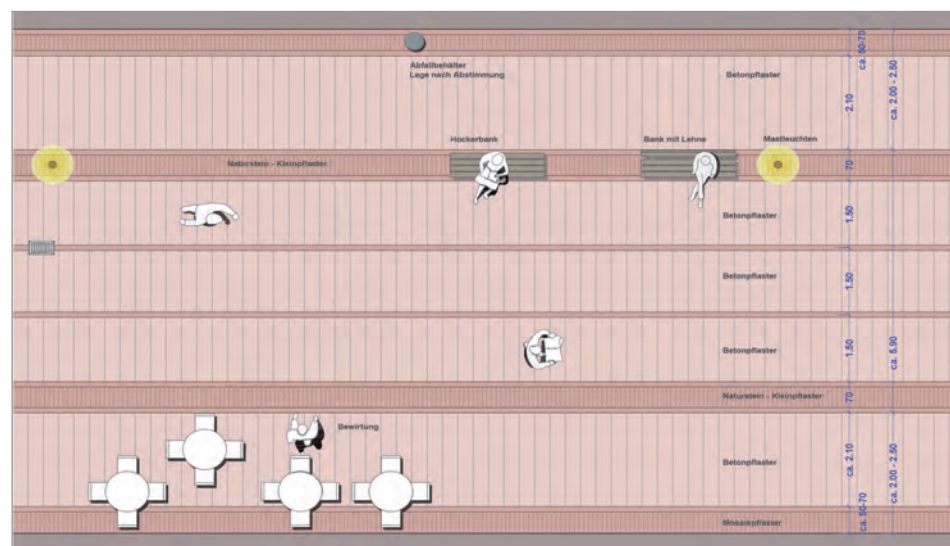 Abfallbehälter
Lage nach Abstimmung
Betonpflaster
ca. 50-70
2.10
ca. 2.00 - 2.50
Hockerbank
Bank mit Lehne
Mastleuchten
Naturstein - Kleinpflaster
70
Betonpflaster
1.50
Betonpflaster
1.50
Betonpflaster
1.50
ca. 5.90
Naturstein - Kleinpflaster
70
Bewirtung
Betonpflaster
ca. 2.10
ca. 2.00 - 2.50
Mosaikpflaster
ca. 50-70